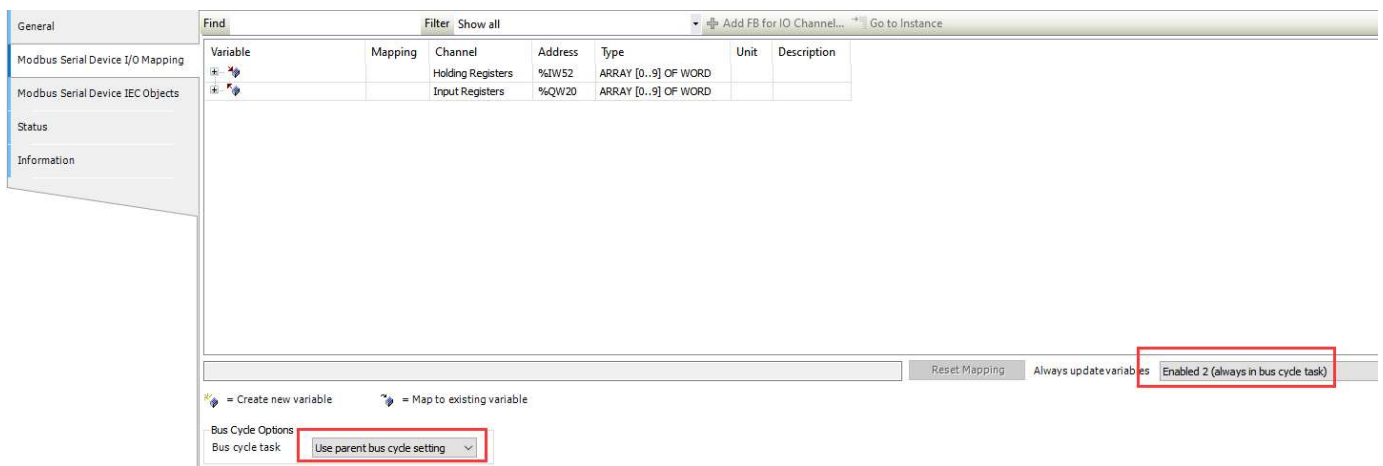 General
Modbus Serial Device I/O Mapping
Modbus Serial Device IEC Objects
Status
Information
Find Filter Show all Add FB for IO Channel... Go to Instance
Variable Mapping Channel Address Type Unit Description
Holding Registers %IW52 ARRAY [0..9] OF WORD
Input Registers %QW20 ARRAY [0..9] OF WORD
Reset Mapping Always update variables Enabled 2 (always in bus cycle task)
= Create new variable = Map to existing variable
Bus Cycle Options
Bus cycle task Use parent bus cycle setting